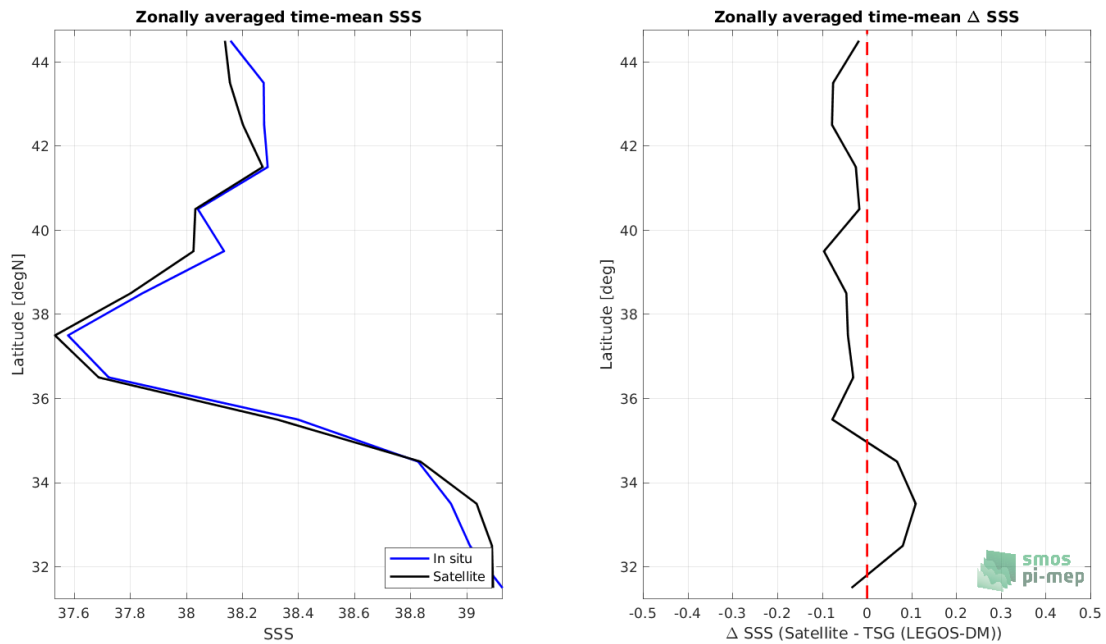 Zonally averaged time-mean SSS
44
42
40
38
36
34
32
Latitude [degN]
In situ
Satellite
37.6 37.8 38 38.2 38.4 38.6 38.8 39
SSS
Zonally averaged time-mean Δ SSS
44
42
40
38
36
34
32
Latitude [deg]
smos
pi-mep
-0.5 -0.4 -0.3 -0.2 -0.1 0 0.1 0.2 0.3 0.4 0.5
Δ SSS (Satellite - TSG (LEGOS-DM))